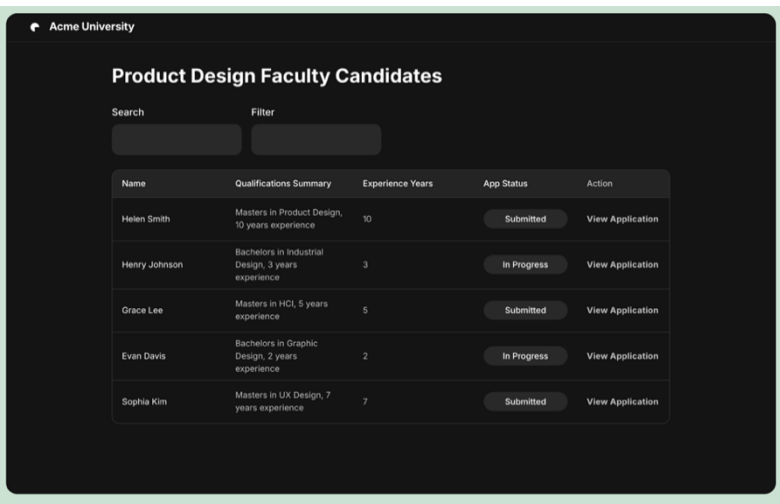 Acme University
Product Design Faculty Candidates
Search Filter
Name Qualifications Summary Experience Years App Status Action
Helen Smith
Masters in Product Design,
10 years experience
10 Submitted View Application
Henry Johnson
Bachelors in Industrial
Design, 3 years
experience
3 In Progress View Application
Grace Lee
Masters in HCI, 5 years
experience
5 Submitted View Application
Evan Davis
Bachelors in Graphic
Design, 2 years
experience
2 In Progress View Application
Sophia Kim
Masters in UX Design, 7
years experience
7 Submitted View Application